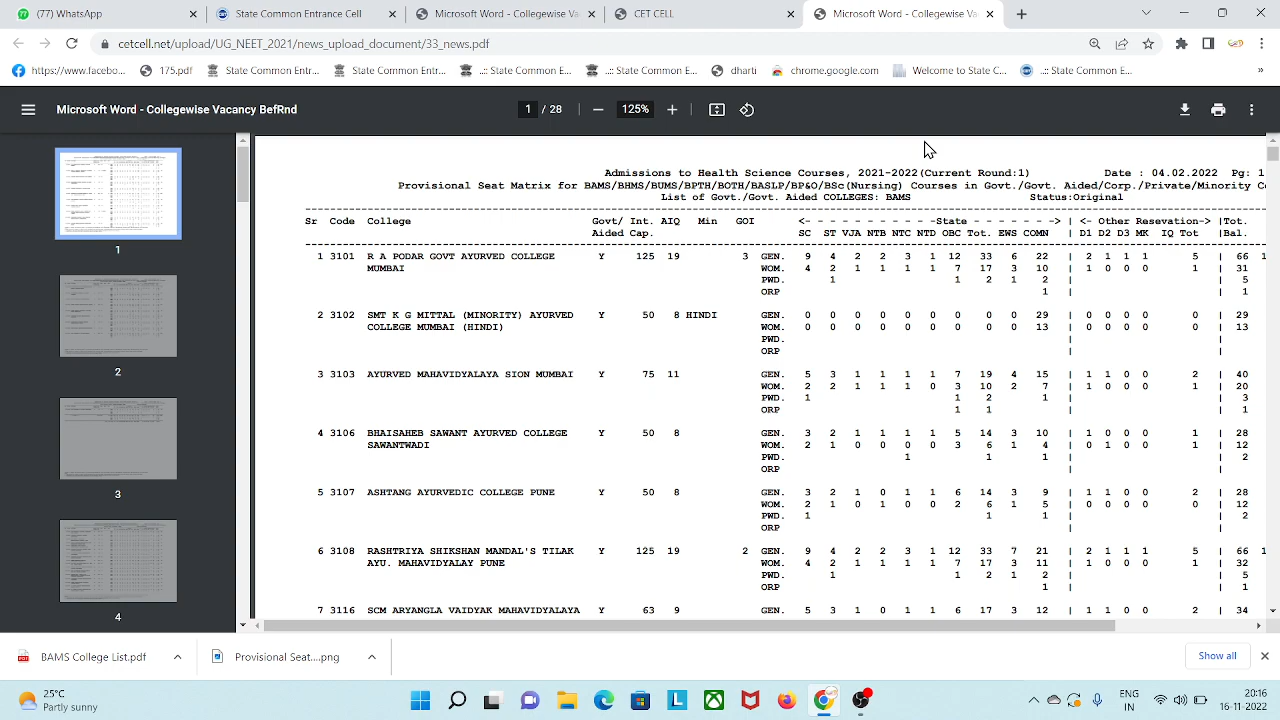 77 (77) WhatsApp
State Common Entrance Cell
Microsoft Word - Collegewise Va
CET CELL
Microsoft Word - Collegewise Va
cetcell.net/upload/UG_NEET_2021/news_upload_document/33_news.pdf
https://www.facebo... 175.pdf State Common Entr... State Common Entr... .:: State Common E... .:: State Common E... dharti chrome.google.com Welcome to State C... .:: State Common E... »
Microsoft Word - Collegewise Vacancy BefRnd 1 / 28 — 125% +
Admissions to Health Science Courses, 2021-2022(Current Round:1) Date : 04.02.2022 Pg: 1
Provisional Seat Matrix for BAMS/BHMS/BUMS/BPTH/BOTH/BASLP/BP&O/BSc(Nursing) Courses in Govt./Govt. Aided/Corp./Private/Minority C
List of Govt./Govt. Aided COLLEGES: BAMS Status:Original
Sr Code College Govt/ Int. AIQ Min GOI <- - - - - - - - - - -State - - - - - - - -> | <- Other Resevation-> |Tot.
Aided Cap. SC ST VJA NTB NTC NTD OBC Tot. EWS COMN | D1 D2 D3 MK IQ Tot |Bal.
1 3101 R A PODAR GOVT AYURVED COLLEGE Y 125 19 3 GEN. 9 4 2 2 3 1 12 33 6 22 | 2 1 1 1 5 | 66 1
MUMBAI WOM. 4 2 1 1 1 1 7 17 3 10 | 1 0 0 0 1 | 31
PWD. 1 1 2 1 2 | | 5
ORP 1 | | 1
2 3102 SMT K G MITTAL (MINORITY) AYURVED Y 50 8 HINDI GEN. 0 0 0 0 0 0 0 0 0 29 | 0 0 0 0 0 | 29
COLLEGE MUMBAI (HINDI) WOM. 0 0 0 0 0 0 0 0 0 13 | 0 0 0 0 0 | 13
PWD. | |
ORP | |
3 3103 AYURVED MAHAVIDYALAYA SION MUMBAI Y 75 11 GEN. 5 3 1 1 1 1 7 19 4 15 | 1 1 0 0 2 | 40
WOM. 2 2 1 1 1 0 3 10 2 7 | 1 0 0 0 1 | 20
PWD. 1 1 2 1 | | 3
ORP 1 1 | | 1
4 3106 BHAISAHEB SAWANT AYURVED COLLEGE Y 50 8 GEN. 3 2 1 1 1 1 5 14 3 10 | 1 0 0 0 1 | 28
SAWANTWADI WOM. 2 1 0 0 0 0 3 6 1 4 | 0 1 0 0 1 | 12
PWD. 1 1 1 | | 2
ORP | |
5 3107 ASHTANG AYURVEDIC COLLEGE PUNE Y 50 8 GEN. 3 2 1 0 1 1 6 14 3 9 | 1 1 0 0 2 | 28
WOM. 2 1 0 1 0 0 2 6 1 5 | 0 0 0 0 0 | 12
PWD. 1 1 1 | | 2
ORP | |
6 3108 RASHTRIYA SHIKSHAN MANDAL'S TILAK Y 125 19 2 GEN. 4 2 2 3 1 12 33 7 21 | 2 1 1 1 5 | 66
AYU. MAHAVIDYALAY PUNE WOM. 4 2 1 1 1 1 7 17 3 11 | 1 0 0 0 1 | 32
PWD. 1 1 2 1 2 | | 5
ORP 1 | | 1
7 3116 SCM ARYANGLA VAIDYAK MAHAVIDYALAYA Y 63 9 GEN. 5 3 1 0 1 1 6 17 3 12 | 1 1 0 0 2 | 34
1
2
3
4
BAMS College List.pdf Provisional Seat....png Show all
25°C
Partly sunny
ENG
IN
20:16
16-11-2022